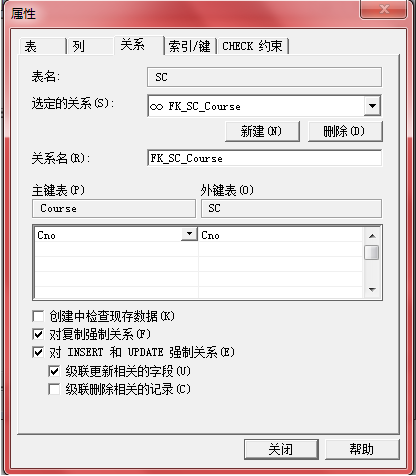 属性
表 列 关系 索引/键 CHECK 约束
表名: SC
选定的关系(S): FK_SC_Course
新建(N) 删除(D)
关系名(R): FK_SC_Course
主键表(P) 外键表(O)
Course SC
Cno Cno
创建中检查现存数据(K)
对复制强制关系(F)
对 INSERT 和 UPDATE 强制关系(E)
级联更新相关的字段(U)
级联删除相关的记录(C)
关闭 帮助